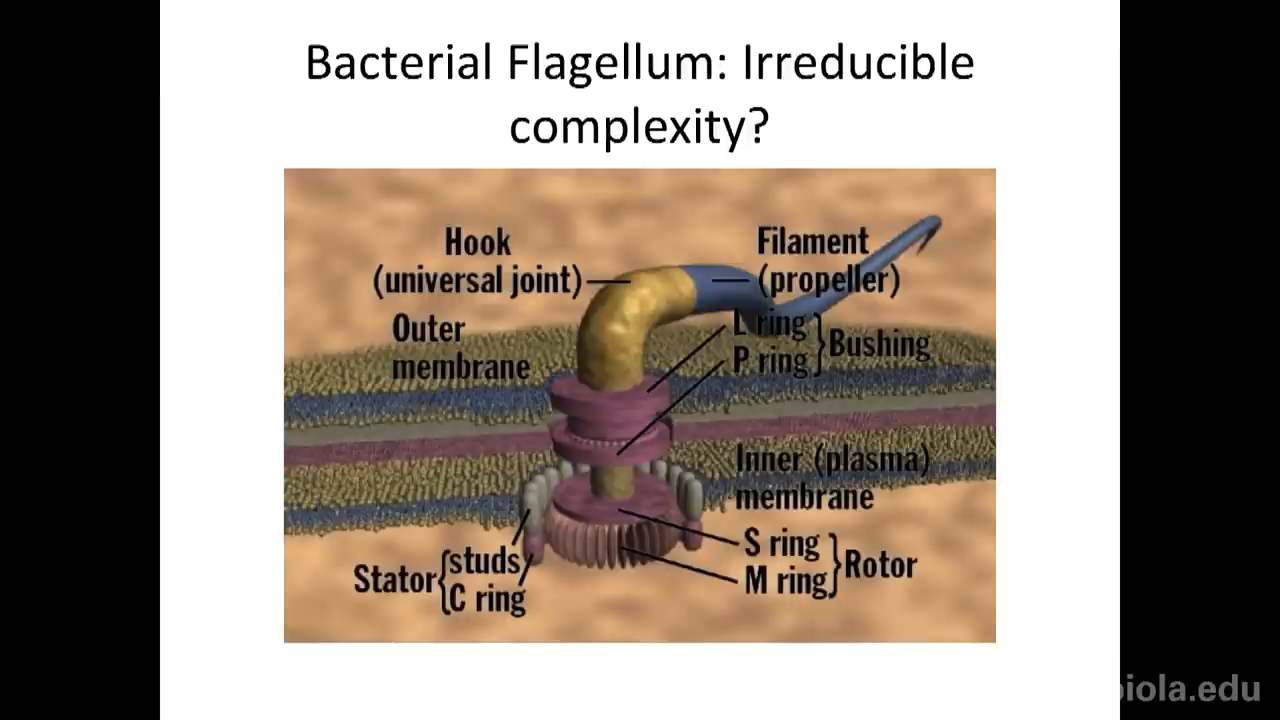 Bacterial Flagellum: Irreducible
complexity?
Hook
(universal joint)
Filament
(propeller)
Outer
membrane
L ring
P ring
Bushing
Inner (plasma)
membrane
S ring
M ring
Rotor
Stator
studs
C ring
biola.edu